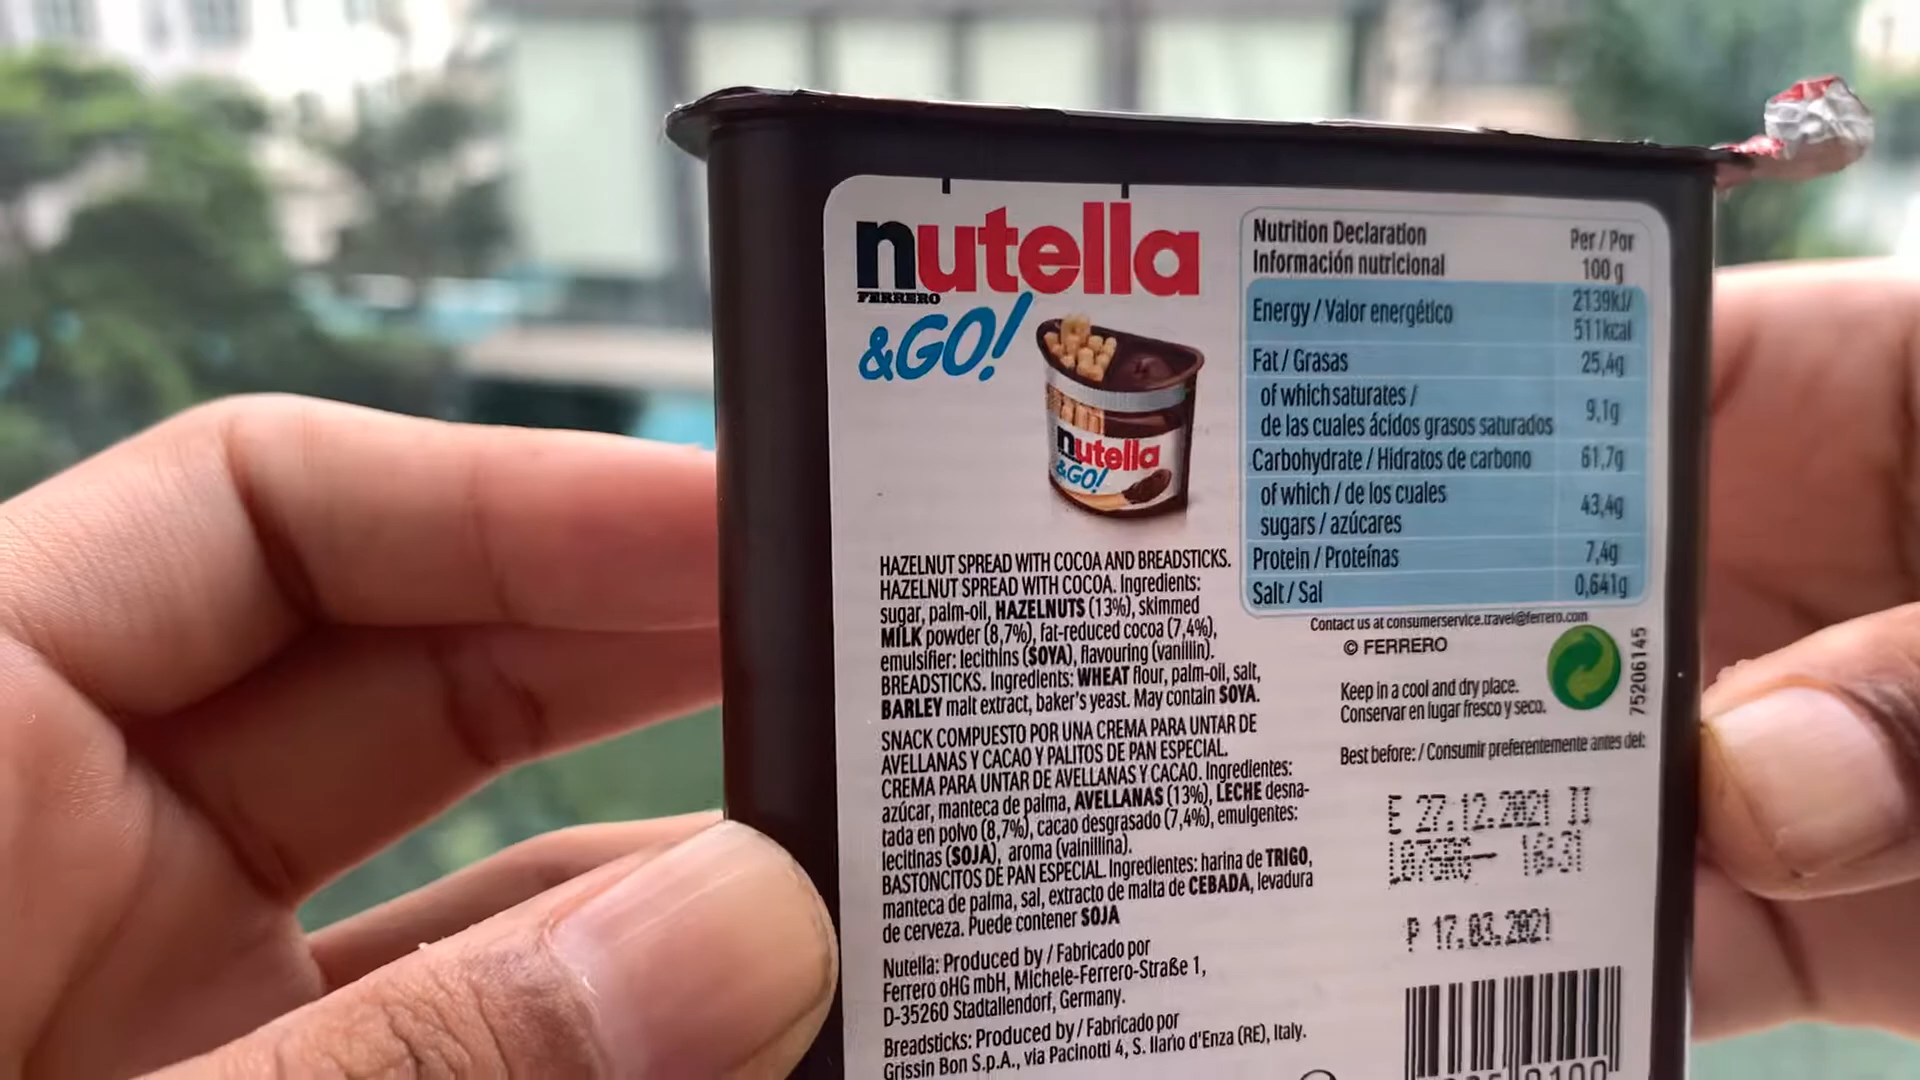 nutella
FERRERO
&GO!
nutella
&GO!
HAZELNUT SPREAD WITH COCOA AND BREADSTICKS.
HAZELNUT SPREAD WITH COCOA. Ingredients:
sugar, palm-oil, HAZELNUTS (13%), skimmed
MILK powder (8,7%), fat-reduced cocoa (7,4%),
emulsifier: lecithins (SOYA), flavouring (vanillin).
BREADSTICKS. Ingredients: WHEAT flour, palm-oil, salt,
BARLEY malt extract, baker's yeast. May contain SOYA.
SNACK COMPUESTO POR UNA CREMA PARA UNTAR DE
AVELLANAS Y CACAO Y PALITOS DE PAN ESPECIAL.
CREMA PARA UNTAR DE AVELLANAS Y CACAO. Ingredientes:
azúcar, manteca de palma, AVELLANAS (13%), LECHE desna-
tada en polvo (8,7%), cacao desgrasado (7,4%), emulgentes:
lecitinas (SOJA), aroma (vainillina).
BASTONCITOS DE PAN ESPECIAL. Ingredientes: harina de TRIGO,
manteca de palma, sal, extracto de malta de CEBADA, levadura
de cerveza. Puede contener SOJA
Nutella: Produced by / Fabricado por
Ferrero oHG mbH, Michele-Ferrero-Straße 1,
D-35260 Stadtallendorf, Germany.
Breadsticks: Produced by / Fabricado por
Grissin Bon S.p.A., via Pacinotti 4, S. Ilario d'Enza (RE), Italy.
Nutrition Declaration
Información nutricional
Per / Por
100 g
Energy / Valor energético 2139kJ/
511kcal
Fat / Grasas 25,4g
of which saturates /
de las cuales ácidos grasos saturados 9,1g
Carbohydrate / Hidratos de carbono 61,7g
of which / de los cuales
sugars / azúcares 43,4g
Protein / Proteínas 7,4g
Salt / Sal 0,641g
Contact us at consumerservice.travel@ferrero.com
© FERRERO
75206145
Keep in a cool and dry place.
Conservar en lugar fresco y seco.
Best before: / Consumir preferentemente antes del:
E 27.12.2021 II
16:31
P 17.03.2021